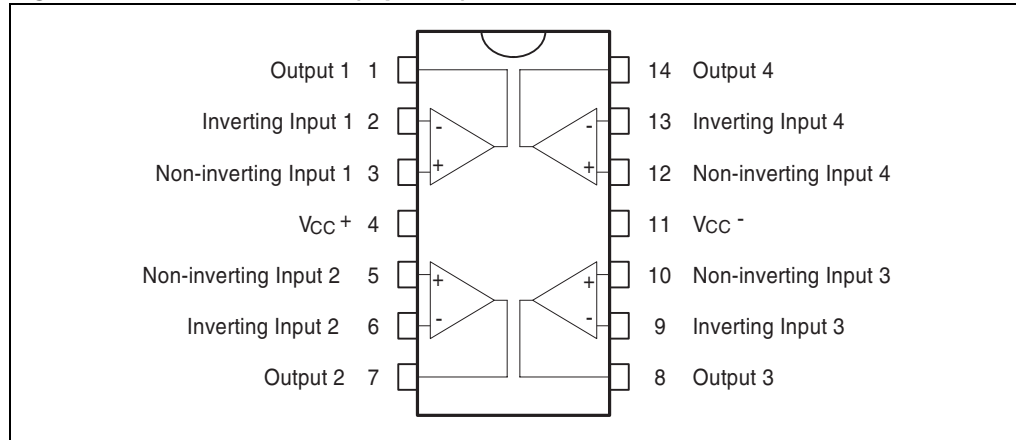 Output 1 1
Inverting Input 1 2
Non-inverting Input 1 3
VCC + 4
Non-inverting Input 2 5
Inverting Input 2 6
Output 2 7
14 Output 4
13 Inverting Input 4
12 Non-inverting Input 4
11 VCC -
10 Non-inverting Input 3
9 Inverting Input 3
8 Output 3
-
+
-
+
+
-
+
-